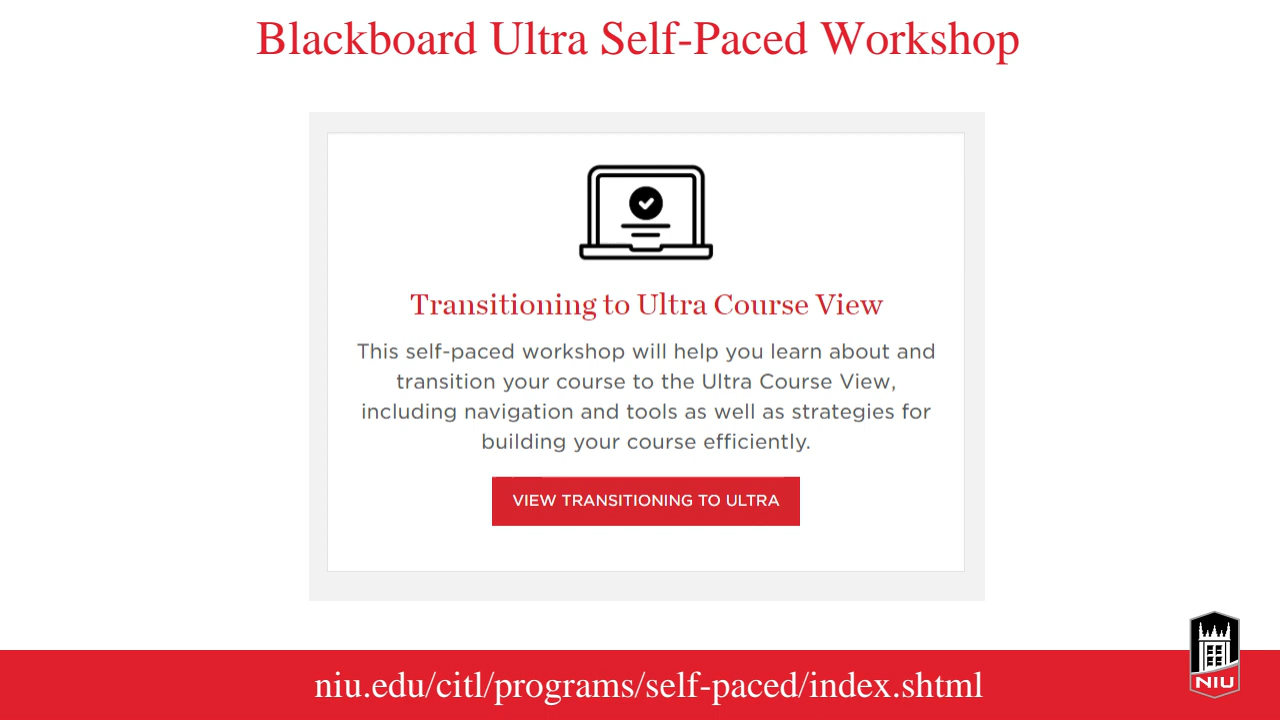 Blackboard Ultra Self-Paced Workshop
Transitioning to Ultra Course View
This self-paced workshop will help you learn about and
transition your course to the Ultra Course View,
including navigation and tools as well as strategies for
building your course efficiently.
VIEW TRANSITIONING TO ULTRA
niu.edu/citl/programs/self-paced/index.shtml
NIU